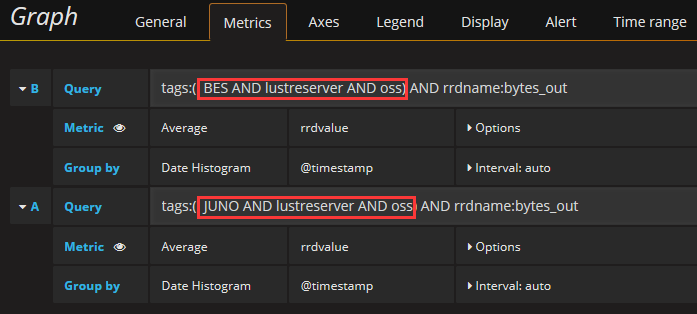 Graph General Metrics Axes Legend Display Alert Time range
B Query tags:( BES AND lustreserver AND oss) AND rrdname:bytes_out
Metric Average rrdvalue Options
Group by Date Histogram @timestamp Interval: auto
A Query tags:( JUNO AND lustreserver AND oss) AND rrdname:bytes_out
Metric Average rrdvalue Options
Group by Date Histogram @timestamp Interval: auto